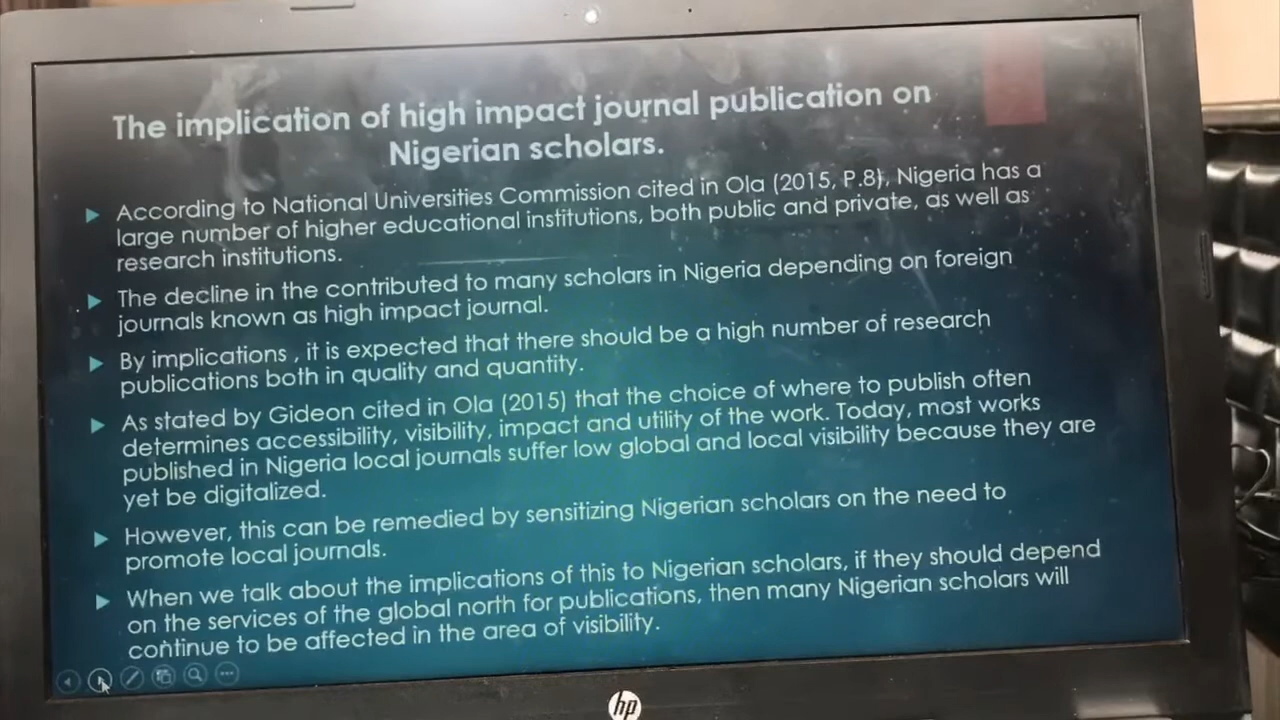 The implication of high impact journal publication on
Nigerian scholars.
According to National Universities Commission cited in Ola (2015, P.8), Nigeria has a
large number of higher educational institutions, both public and private, as well as
research institutions.
The decline in the contributed to many scholars in Nigeria depending on foreign
journals known as high impact journal.
By implications , it is expected that there should be a high number of research
publications both in quality and quantity.
As stated by Gideon cited in Ola (2015) that the choice of where to publish often
determines accessibility, visibility, impact and utility of the work. Today, most works
published in Nigeria local journals suffer low global and local visibility because they are
yet be digitalized.
However, this can be remedied by sensitizing Nigerian scholars on the need to
promote local journals.
When we talk about the implications of this to Nigerian scholars, if they should depend
on the services of the global north for publications, then many Nigerian scholars will
continue to be affected in the area of visibility.
hp